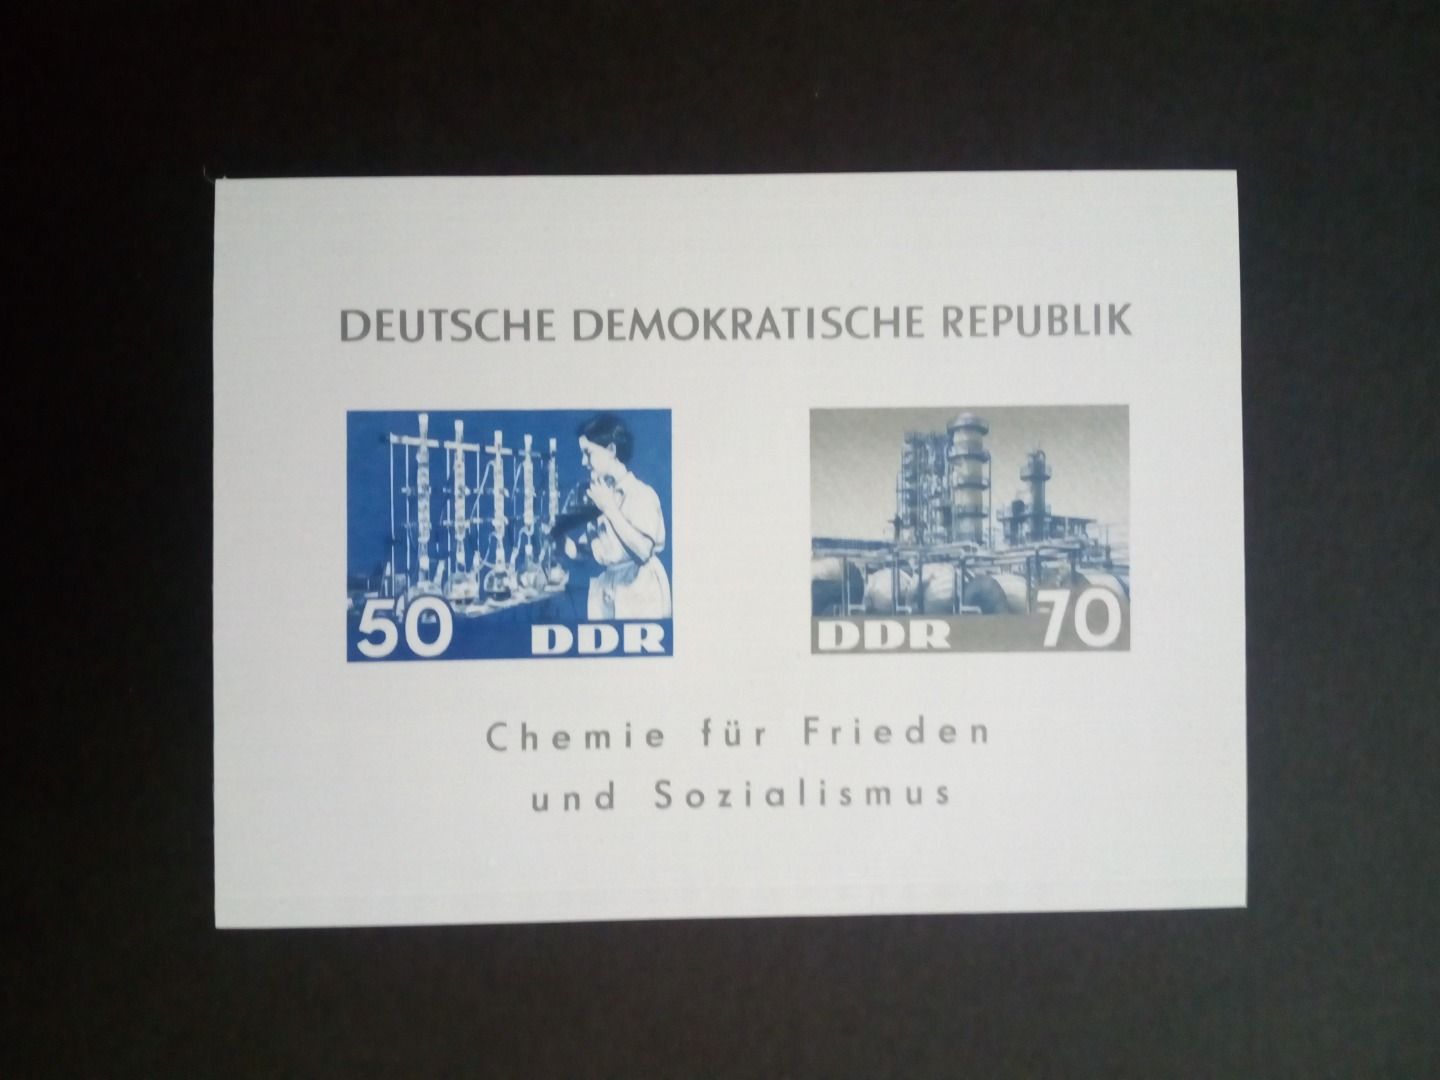 DEUTSCHE DEMOKRATISCHE REPUBLIK
50 DDR
DDR 70
Chemie für Frieden
und Sozialismus